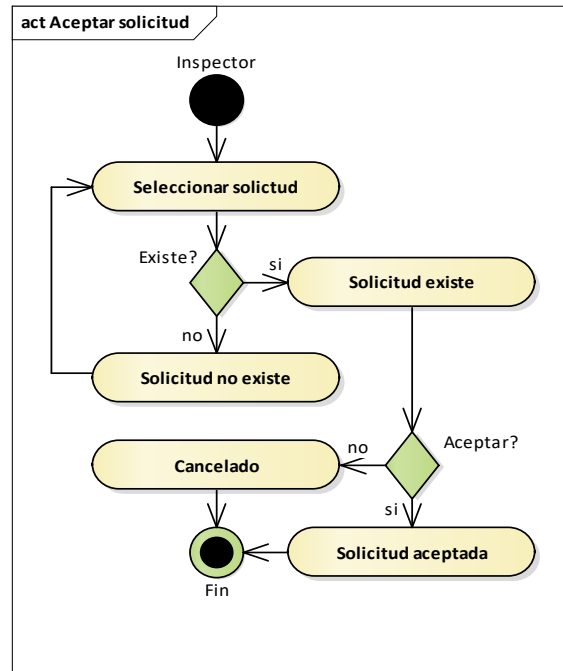 act Aceptar solicitud
Inspector
Seleccionar solictud
Existe?
si
Solicitud existe
no
Solicitud no existe
Aceptar?
no
Cancelado
si
Solicitud aceptada
Fin